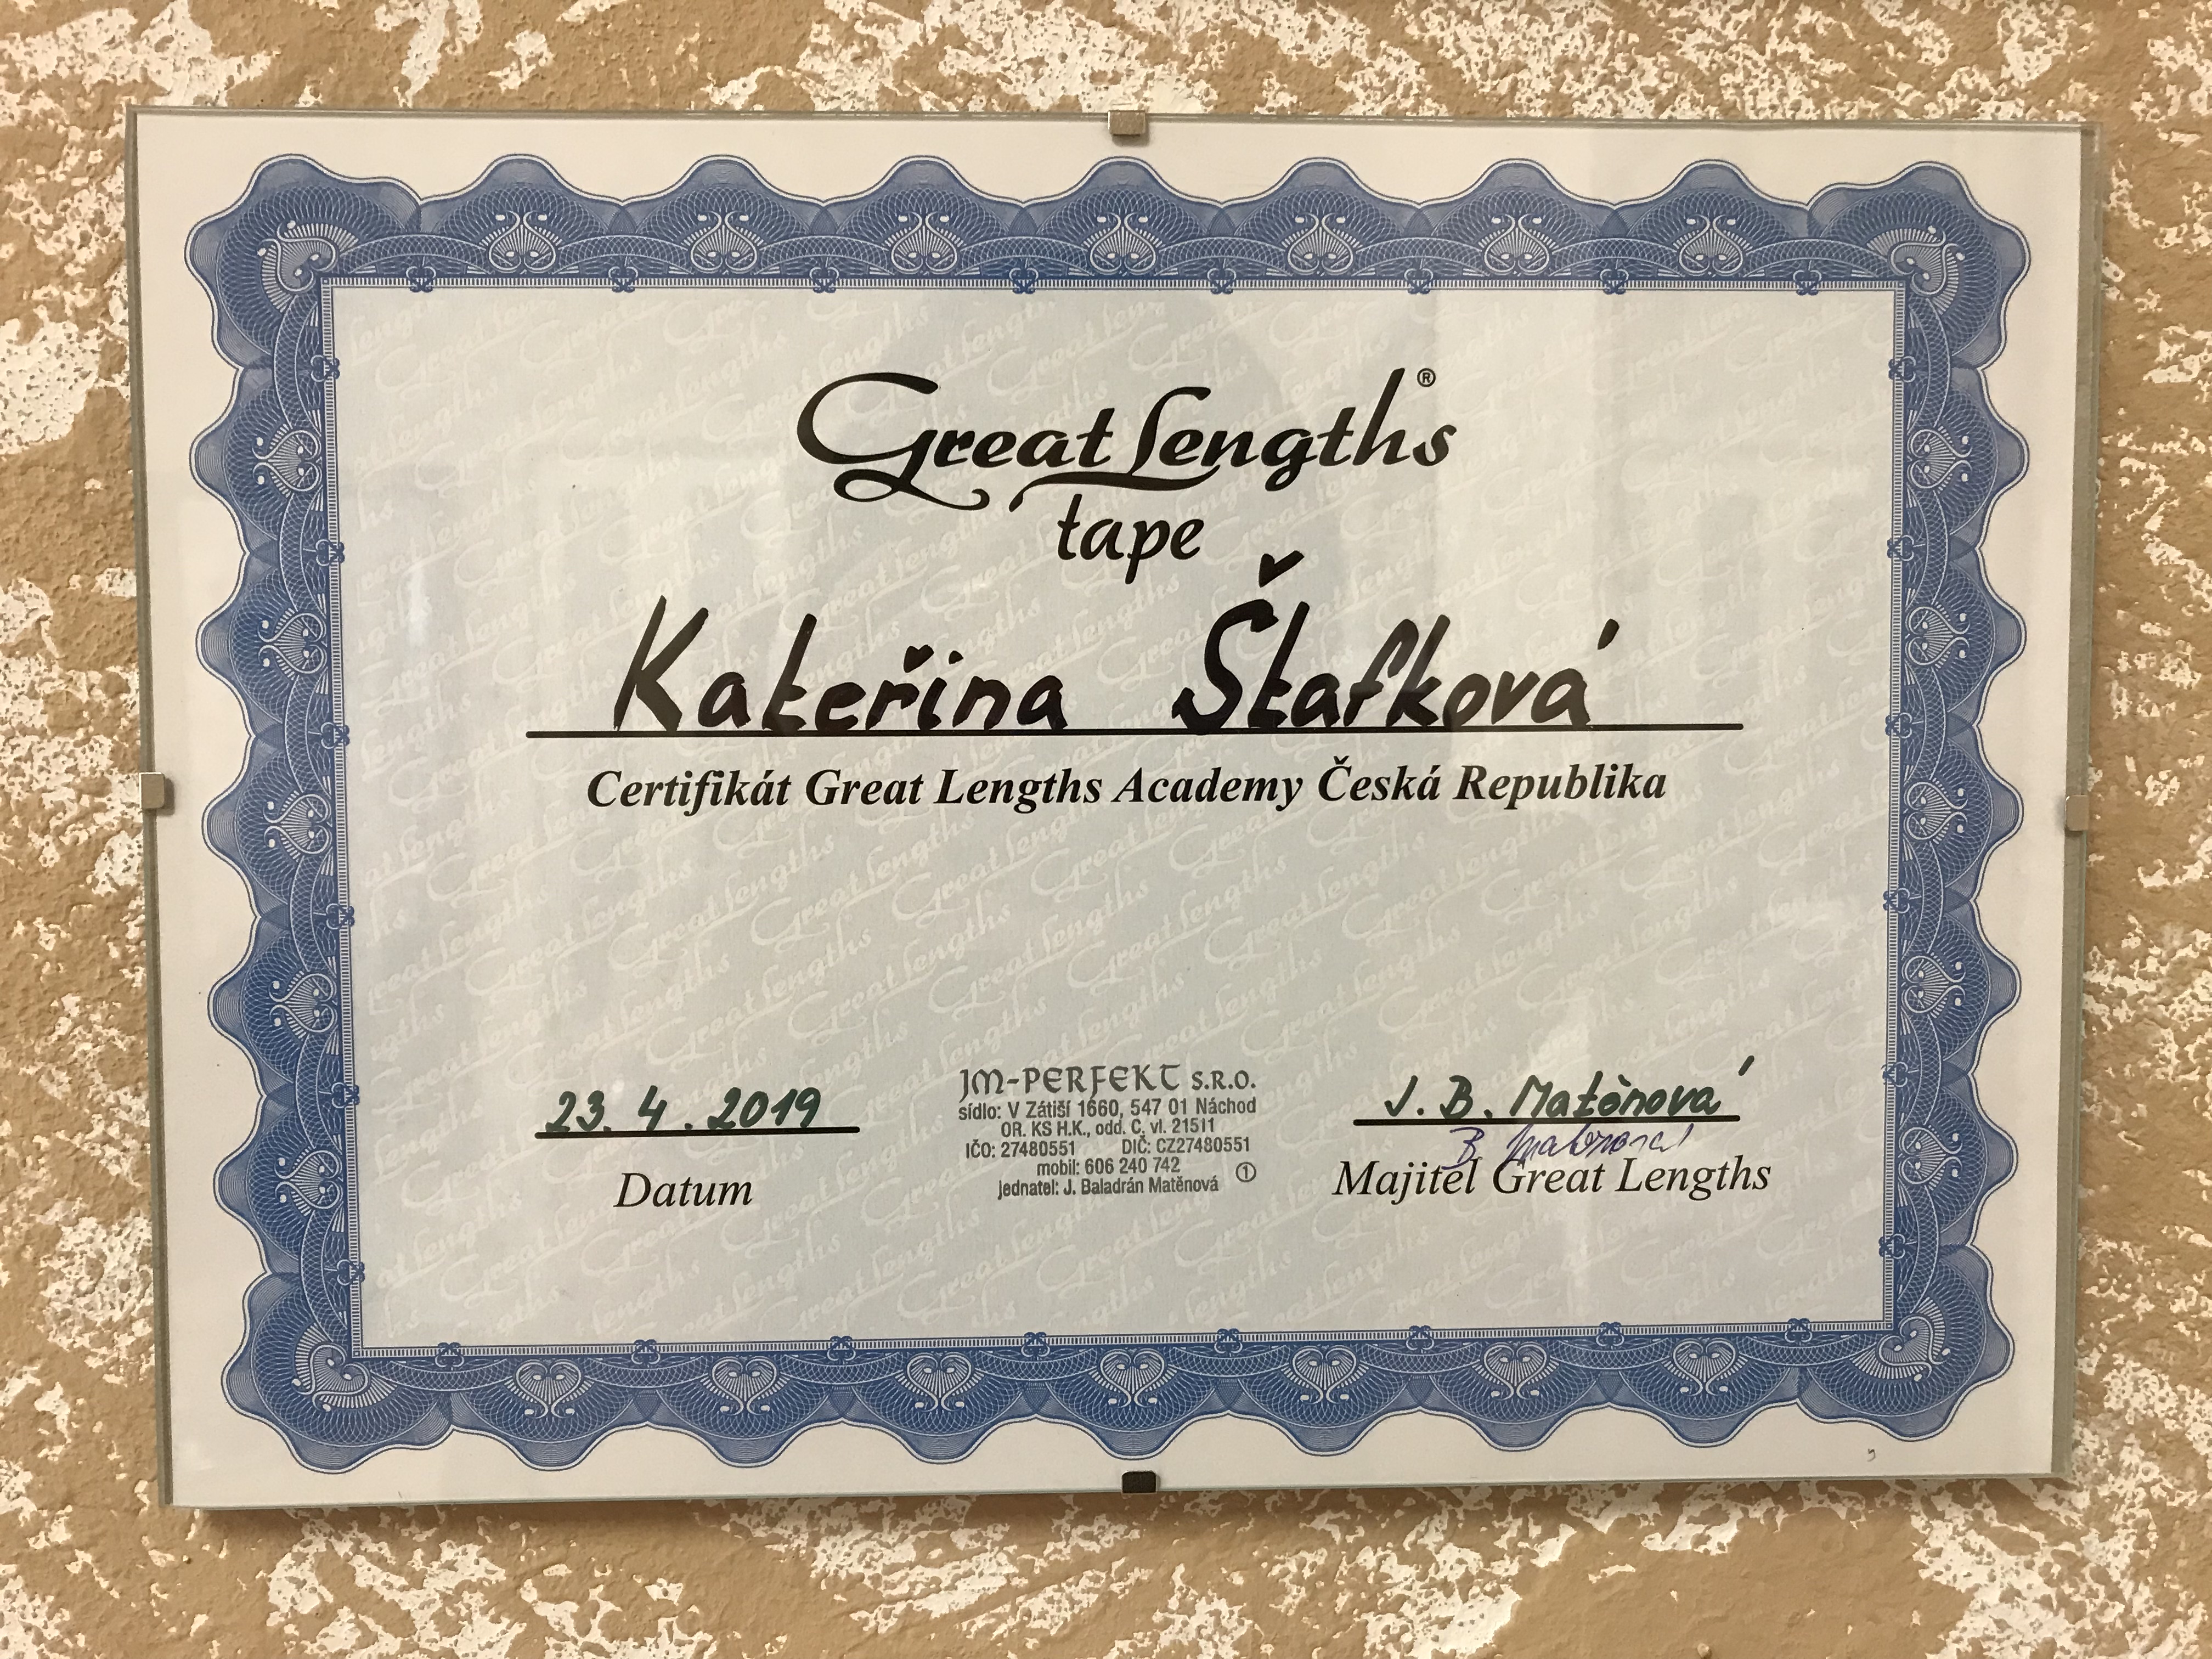 Great Lengths®
tape
Kateřina Štafková
Certifikát Great Lengths Academy Česká Republika
23. 4. 2019
Datum
JM-PERFEKT S.R.O.
sídlo: V Zátiší 1660, 547 01 Náchod
OR. KS H.K., odd. C, vl. 21511
IČO: 27480551 DIČ: CZ27480551
mobil: 606 240 742
jednatel: J. Baladrán Matěnová ①
J. B. Matěnová
Majitel Great Lengths